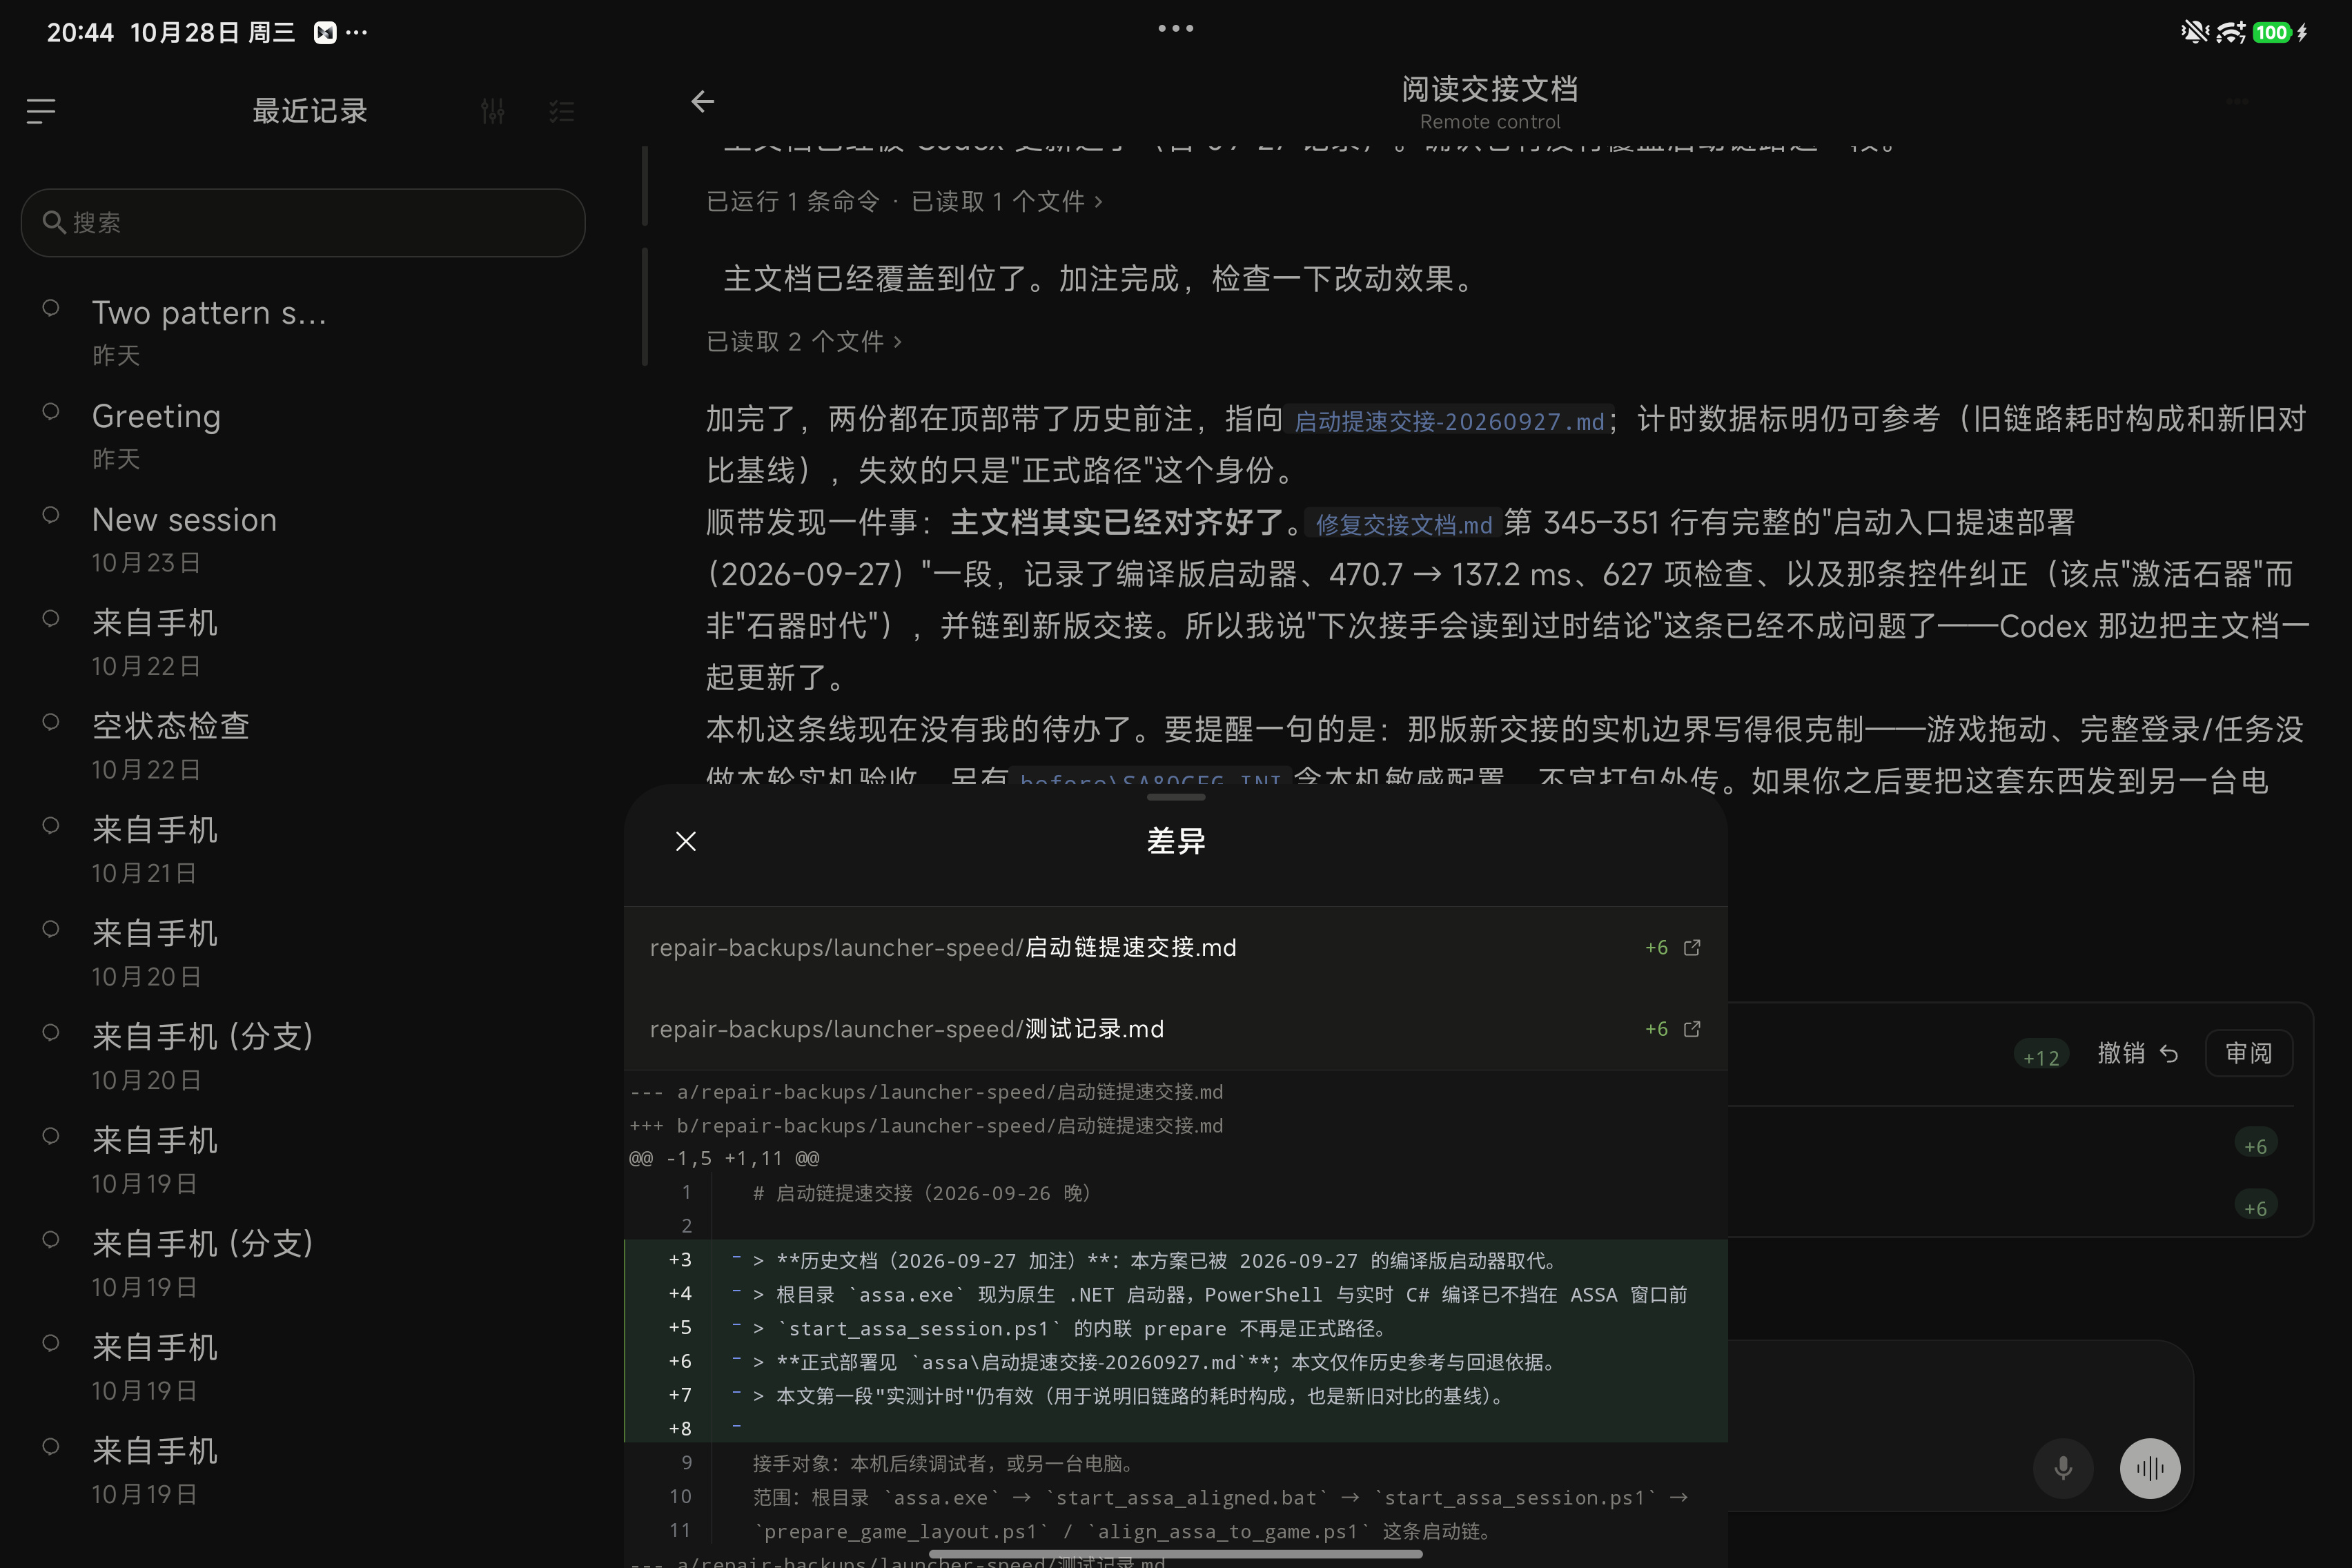 20:44 10月28日 周三
100
最近记录
搜索
Two pattern s...
昨天
Greeting
昨天
New session
10月23日
来自手机
10月22日
空状态检查
10月22日
来自手机
10月21日
来自手机
10月20日
来自手机 (分支)
10月20日
来自手机
10月19日
来自手机 (分支)
10月19日
来自手机
10月19日
来自手机
10月19日
阅读交接文档
Remote control
已运行 1 条命令 · 已读取 1 个文件 ›
主文档已经覆盖到位了。加注完成，检查一下改动效果。
已读取 2 个文件 ›
加完了，两份都在顶部带了历史前注，指向 启动提速交接-20260927.md；计时数据标明仍可参考（旧链路耗时构成和新旧对
比基线），失效的只是"正式路径"这个身份。
顺带发现一件事：主文档其实已经对齐好了。修复交接文档.md 第 345–351 行有完整的"启动入口提速部署
（2026-09-27）"一段，记录了编译版启动器、470.7 → 137.2 ms、627 项检查、以及那条控件纠正（该点"激活石器"而
非"石器时代"），并链到新版交接。所以我说"下次接手会读到过时结论"这条已经不成问题了——Codex 那边把主文档一
起更新了。
本机这条线现在没有我的待办了。要提醒一句的是：那版新交接的实机边界写得很克制——游戏拖动、完整登录/任务没
做本轮实机验收，另有 before\SA80CFG.INI 含本机敏感配置，不宜打包外传。如果你之后要把这套东西发到另一台电
差异
repair-backups/launcher-speed/启动链提速交接.md +6
repair-backups/launcher-speed/测试记录.md +6
--- a/repair-backups/launcher-speed/启动链提速交接.md
+++ b/repair-backups/launcher-speed/启动链提速交接.md
@@ -1,5 +1,11 @@
1 # 启动链提速交接（2026-09-26 晚）
2
+3 > **历史文档（2026-09-27 加注）**：本方案已被 2026-09-27 的编译版启动器取代。
+4 > 根目录 `assa.exe` 现为原生 .NET 启动器，PowerShell 与实时 C# 编译已不挡在 ASSA 窗口前
+5 > `start_assa_session.ps1` 的内联 prepare 不再是正式路径。
+6 > **正式部署见 `assa\启动提速交接-20260927.md`**；本文仅作历史参考与回退依据。
+7 > 本文第一段"实测计时"仍有效（用于说明旧链路的耗时构成，也是新旧对比的基线）。
+8
9 接手对象：本机后续调试者，或另一台电脑。
10 范围：根目录 `assa.exe` → `start_assa_aligned.bat` → `start_assa_session.ps1` →
11 `prepare_game_layout.ps1` / `align_assa_to_game.ps1` 这条启动链。
--- a/repair-backups/launcher-speed/测试记录.md
+12 撤销 审阅
+6
+6